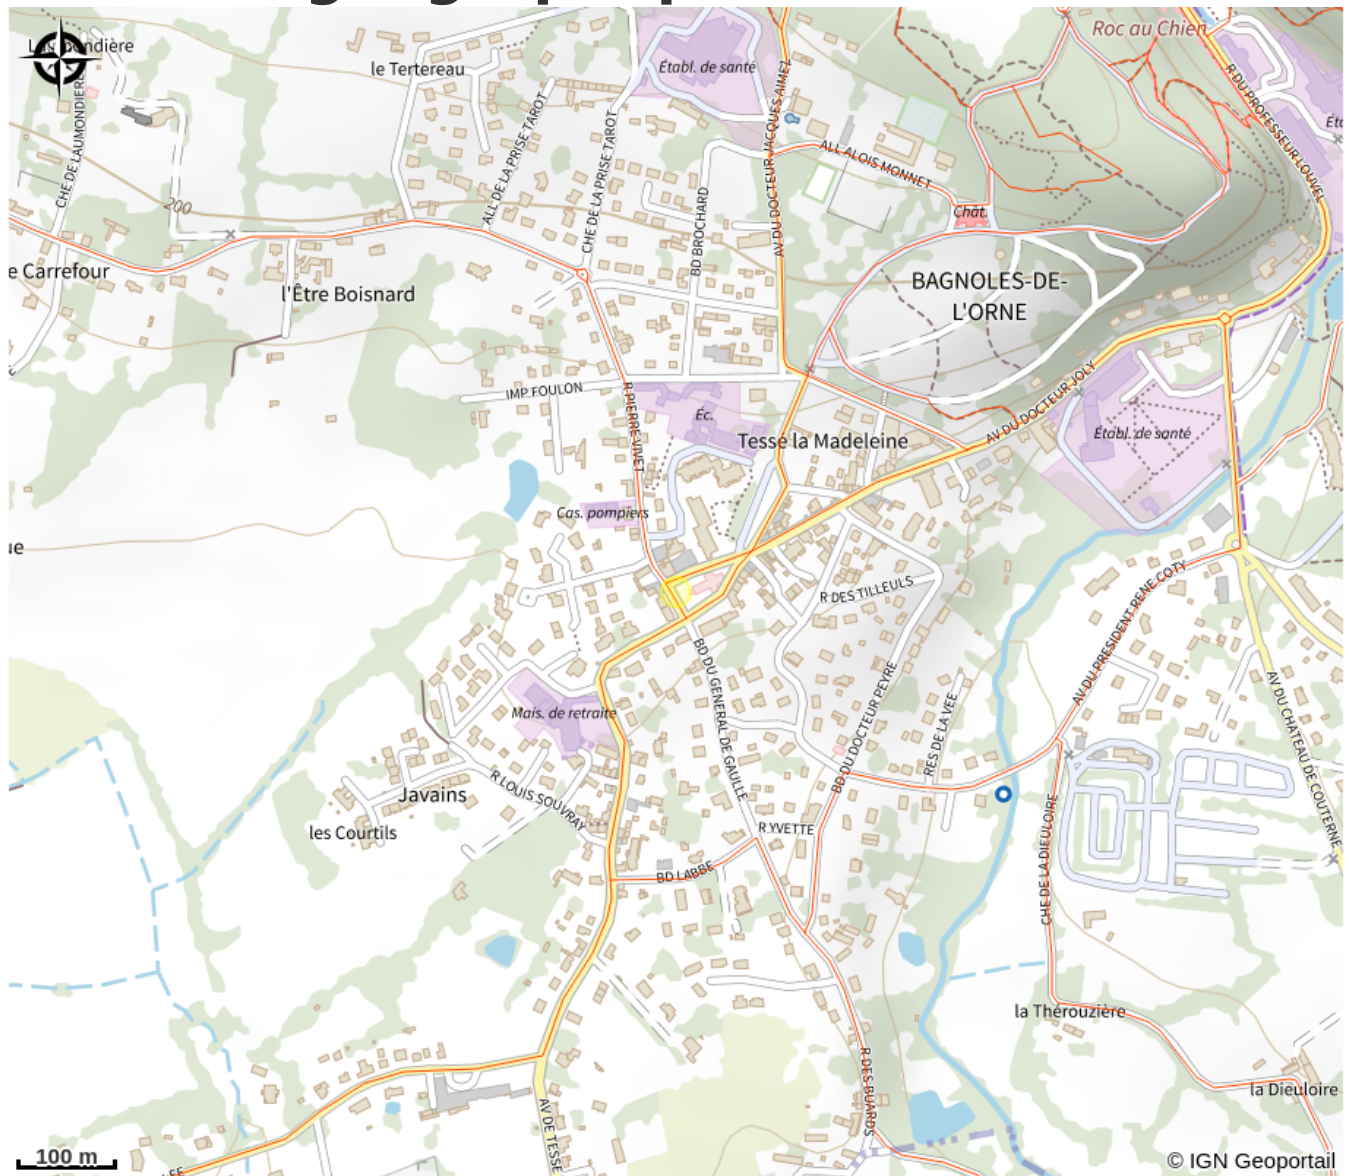 Roc au Chien
le Tertereau
Établ. de santé
R DU PROFESSEUR LOUVEL
CHE DE LAUMONDIERE
ALL DE LA PRISE TAROT
CHE DE LA PRISE TAROT
AV DU DOCTEUR JACQUES AIMEZ
ALL ALOIS MONNET
BD BROCHARD
200
Chât.
e Carrefour
l'Être Boisnard
BAGNOLES-DE-
L'ORNE
IMP FOULON
R PIERRE VIVET
Éc.
Tessé la Madeleine
AV DU DOCTEUR JOLY
Établ. de santé
Cas. pompiers
ue
R DES TILLEULS
AV DU PRESIDENT RENE COTY
BD DU GENERAL DE GAULLE
BD DU DOCTEUR PEYRE
RES DE LA VEE
AV DU CHATEAU DE COUTERNE
Mais. de retraite
R LOUIS SOUVRAY
Javains
les Courtils
R YVETTE
BD LABBE
CHE DE LA DIEULOIRE
la Thérouzière
R DES BUARDS
la Dieuloire
AV DE TESSE
100 m
© IGN Geoportail